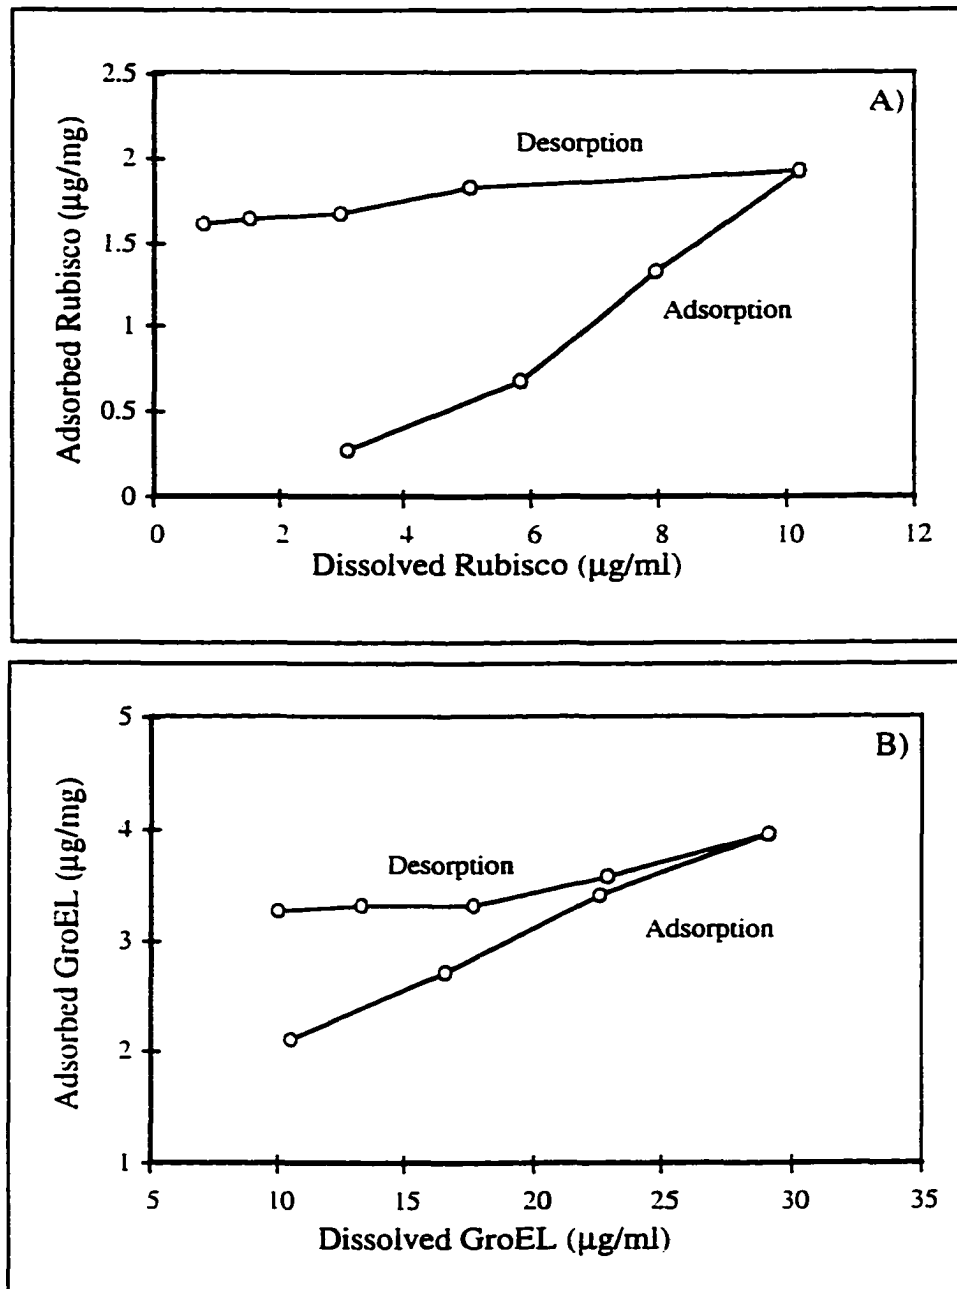 A)
2.5
2
1.5
1
0.5
0
Adsorbed Rubisco (μg/mg)
Desorption
Adsorption
0 2 4 6 8 10 12
Dissolved Rubisco (μg/ml)
B)
5
4
3
2
1
Adsorbed GroEL (μg/mg)
Desorption
Adsorption
5 10 15 20 25 30 35
Dissolved GroEL (μg/ml)